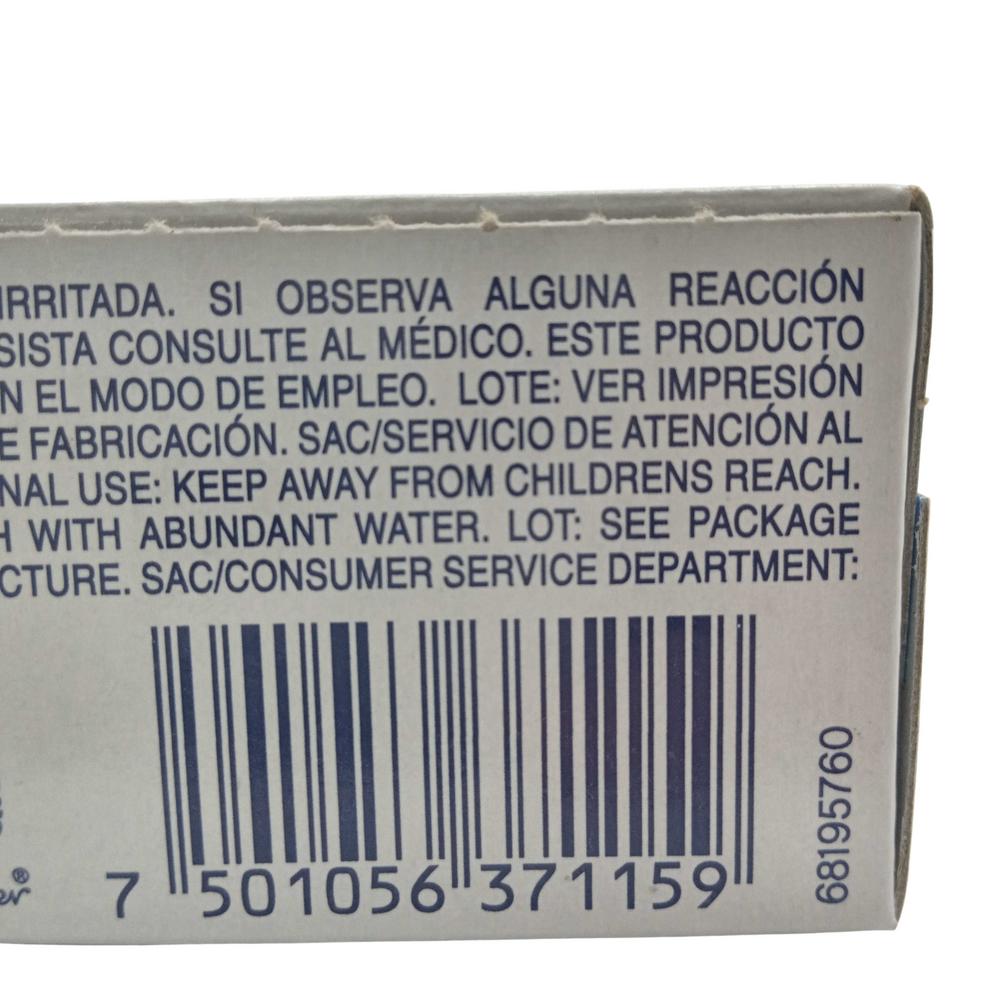 IRRITADA. SI OBSERVA ALGUNA REACCIÓN
SISTA CONSULTE AL MÉDICO. ESTE PRODUCTO
N EL MODO DE EMPLEO. LOTE: VER IMPRESIÓN
E FABRICACIÓN. SAC/SERVICIO DE ATENCIÓN AL
NAL USE: KEEP AWAY FROM CHILDRENS REACH.
H WITH ABUNDANT WATER. LOT: SEE PACKAGE
CTURE. SAC/CONSUMER SERVICE DEPARTMENT:
7 501056 371159
68195760
er®